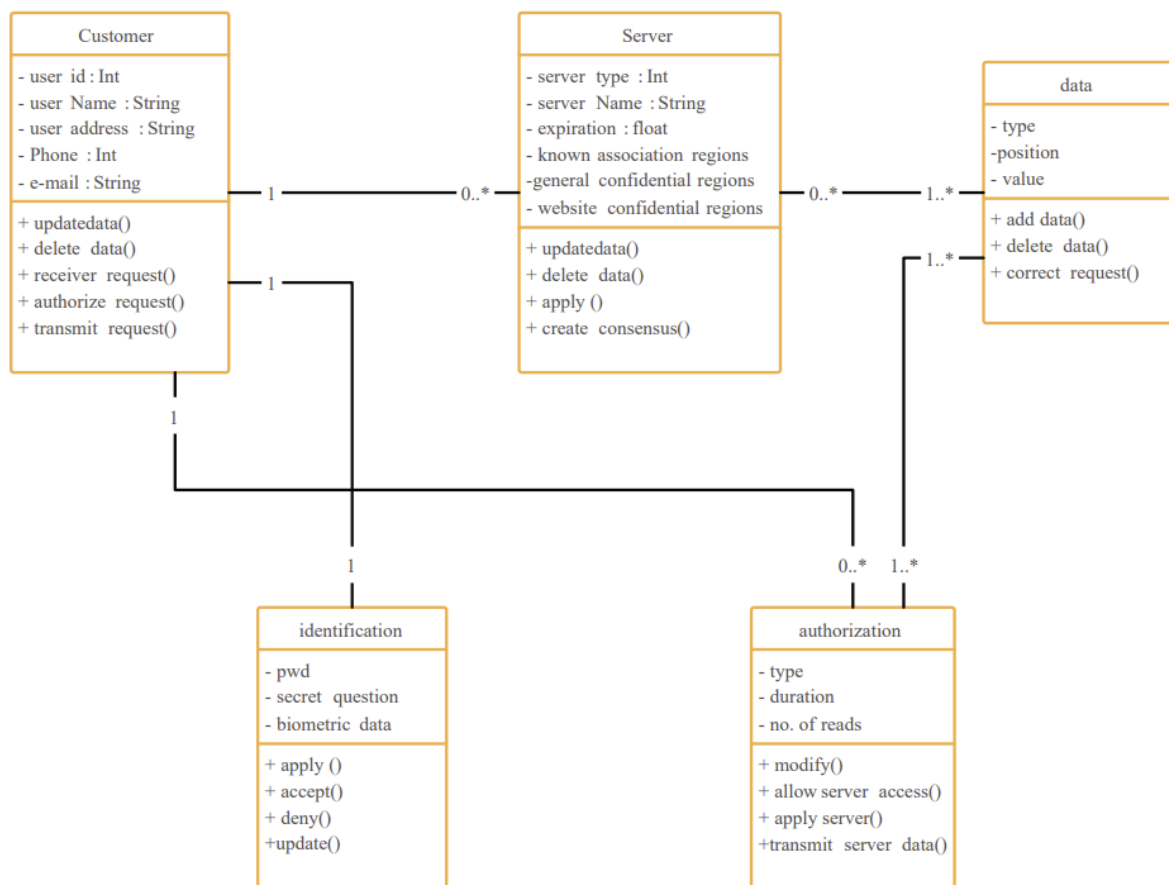 Customer
- user id : Int
- user Name : String
- user address : String
- Phone : Int
- e-mail : String
+ updatedata()
+ delete data()
+ receiver request()
+ authorize request()
+ transmit request()
Server
- server type : Int
- server Name : String
- expiration : float
- known association regions
-general confidential regions
- website confidential regions
+ updatedata()
+ delete data()
+ apply ()
+ create consensus()
data
- type
-position
- value
+ add data()
+ delete data()
+ correct request()
1
0..*
0..*
1..*
1
1..*
1
1
0..*
1..*
identification
- pwd
- secret question
- biometric data
+ apply ()
+ accept()
+ deny()
+update()
authorization
- type
- duration
- no. of reads
+ modify()
+ allow server access()
+ apply server()
+transmit server data()